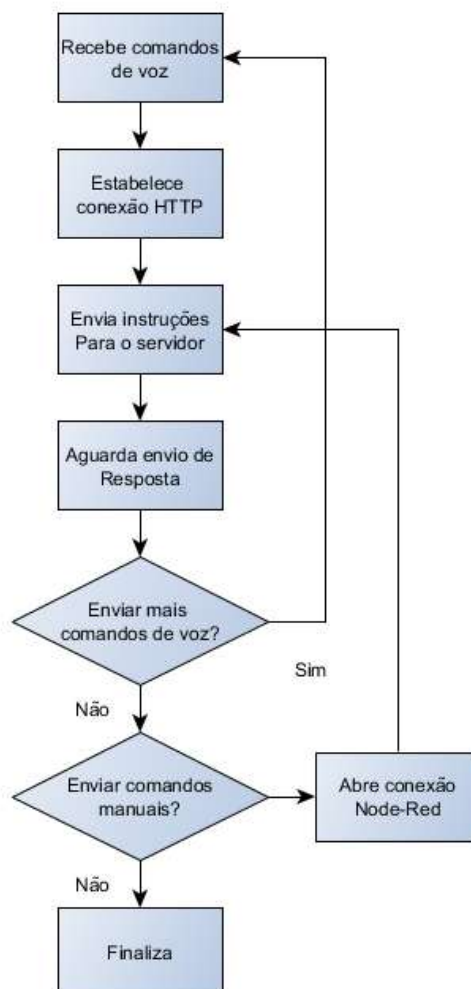 Recebe comandos
de voz
Estabelece
conexão HTTP
Envia instruções
Para o servidor
Aguarda envio de
Resposta
Enviar mais
comandos de voz?
Sim
Não
Enviar comandos
manuais?
Abre conexão
Node-Red
Não
Finaliza